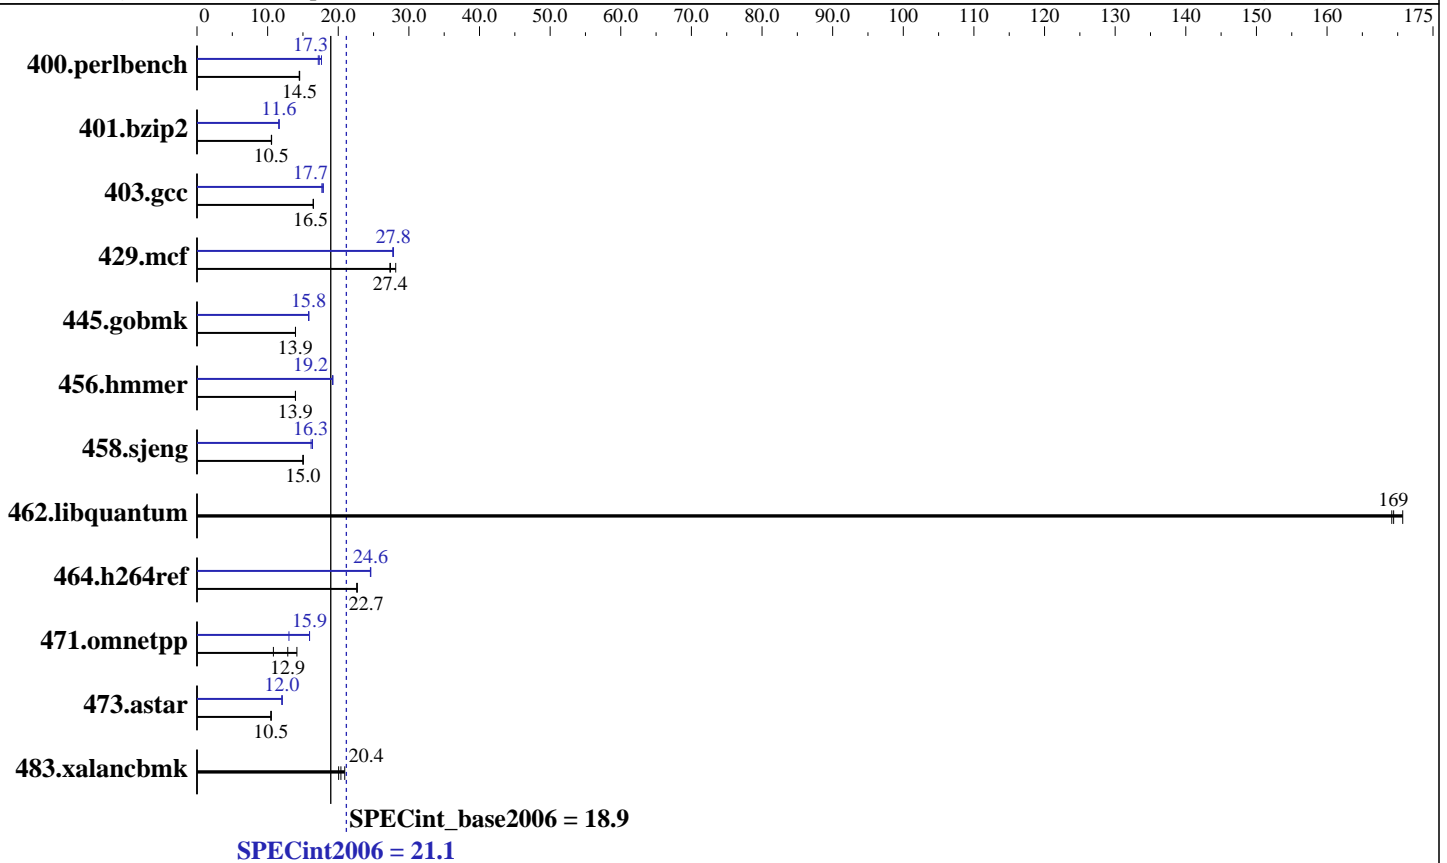 0 10.0 20.0 30.0 40.0 50.0 60.0 70.0 80.0 90.0 100 110 120 130 140 150 160 175
17.3
400.perlbench
14.5
11.6
401.bzip2
10.5
17.7
403.gcc
16.5
27.8
429.mcf
27.4
15.8
445.gobmk
13.9
19.2
456.hmmer
13.9
16.3
458.sjeng
15.0
169
462.libquantum
24.6
464.h264ref
22.7
15.9
471.omnetpp
12.9
12.0
473.astar
10.5
20.4
483.xalancbmk
SPECint_base2006 = 18.9
SPECint2006 = 21.1